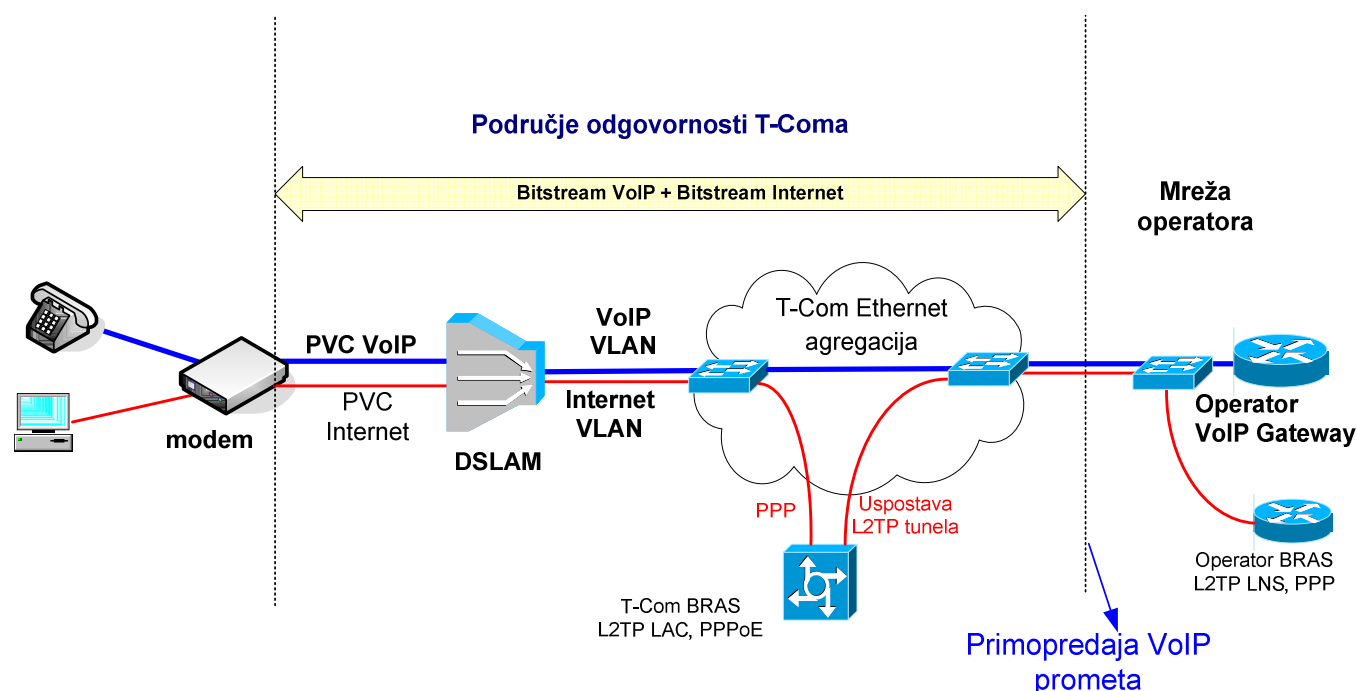 Područje odgovornosti T-Coma
Bitstream VoIP + Bitstream Internet
Mreža
operatora
T-Com Ethernet
agregacija
VoIP
VLAN
PVC VoIP
PVC
Internet
Internet
VLAN
modem
DSLAM
Operator
VoIP Gateway
PPP
Uspostava
L2TP tunela
T-Com BRAS
L2TP LAC, PPPoE
Operator BRAS
L2TP LNS, PPP
Primopredaja VoIP
prometa